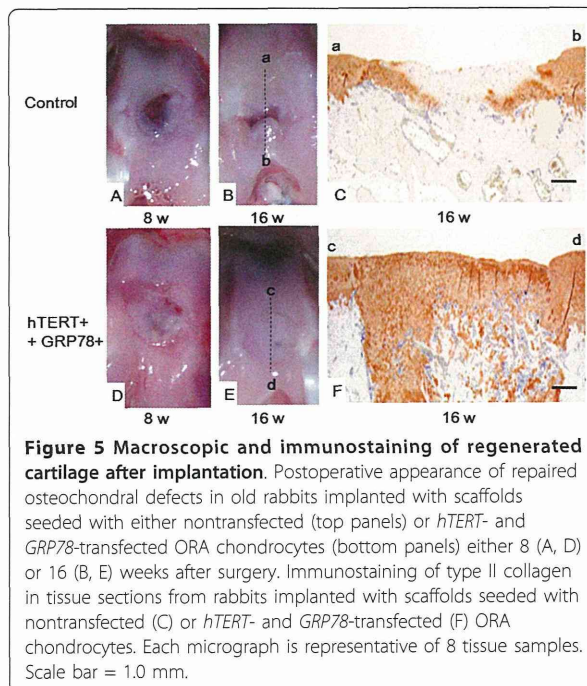 a
b
Control
a
b
A
B
C
8 w
16 w
16 w
c
d
hTERT+
+ GRP78+
c
d
D
E
F
8 w
16 w
16 w
Figure 5 Macroscopic and immunostaining of regenerated
cartilage after implantation. Postoperative appearance of repaired
osteochondral defects in old rabbits implanted with scaffolds
seeded with either nontransfected (top panels) or hTERT- and
GRP78-transfected ORA chondrocytes (bottom panels) either 8 (A, D)
or 16 (B, E) weeks after surgery. Immunostaining of type II collagen
in tissue sections from rabbits implanted with scaffolds seeded with
nontransfected (C) or hTERT- and GRP78-transfected (F) ORA
chondrocytes. Each micrograph is representative of 8 tissue samples.
Scale bar = 1.0 mm.